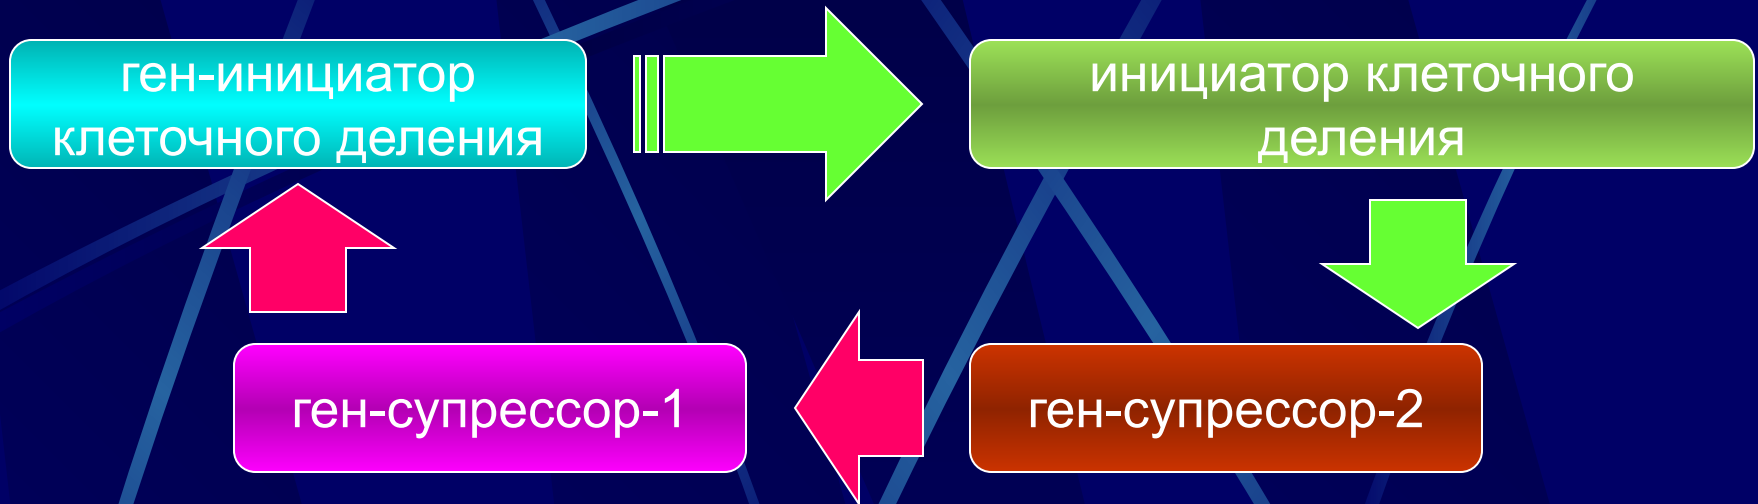 ген-инициатор
клеточного деления
инициатор клеточного
деления
ген-супрессор-1
ген-супрессор-2